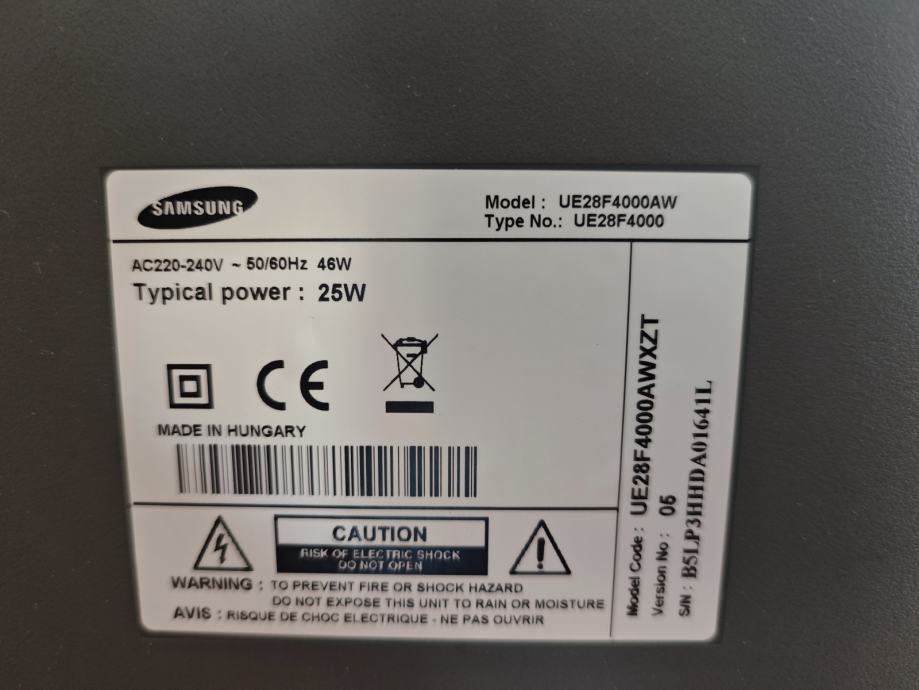 SAMSUNG
Model : UE28F4000AW
Type No.: UE28F4000
AC220-240V ~ 50/60Hz 46W
Typical power : 25W
CE
MADE IN HUNGARY
CAUTION
RISK OF ELECTRIC SHOCK
DO NOT OPEN
WARNING : TO PREVENT FIRE OR SHOCK HAZARD
DO NOT EXPOSE THIS UNIT TO RAIN OR MOISTURE
AVIS : RISQUE DE CHOC ELECTRIQUE - NE PAS OUVRIR
Model Code : UE28F4000AWXZT
Version No : 05
S/N : B5LP3HHDA01641L